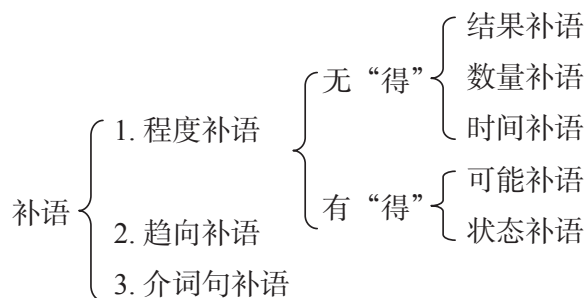 补语
1. 程度补语
2. 趋向补语
3. 介词句补语
无“得”
有“得”
结果补语
数量补语
时间补语
可能补语
状态补语